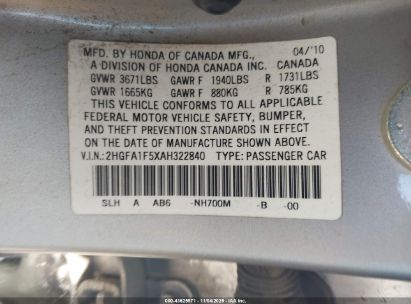 MFD. BY HONDA OF CANADA MFG., 04/10
A DIVISION OF HONDA CANADA INC. CANADA
GVWR 3671LBS GAWR F 1940LBS R 1731LBS
GVWR 1665KG GAWR F 880KG R 785KG
THIS VEHICLE CONFORMS TO ALL APPLICABLE
FEDERAL MOTOR VEHICLE SAFETY, BUMPER,
AND THEFT PREVENTION STANDARDS IN EFFECT
ON THE DATE OF MANUFACTURE SHOWN ABOVE.
V.I.N.: 2HGFA1F5XAH322840 TYPE: PASSENGER CAR
SLH A AB6 -NH700M -B -00